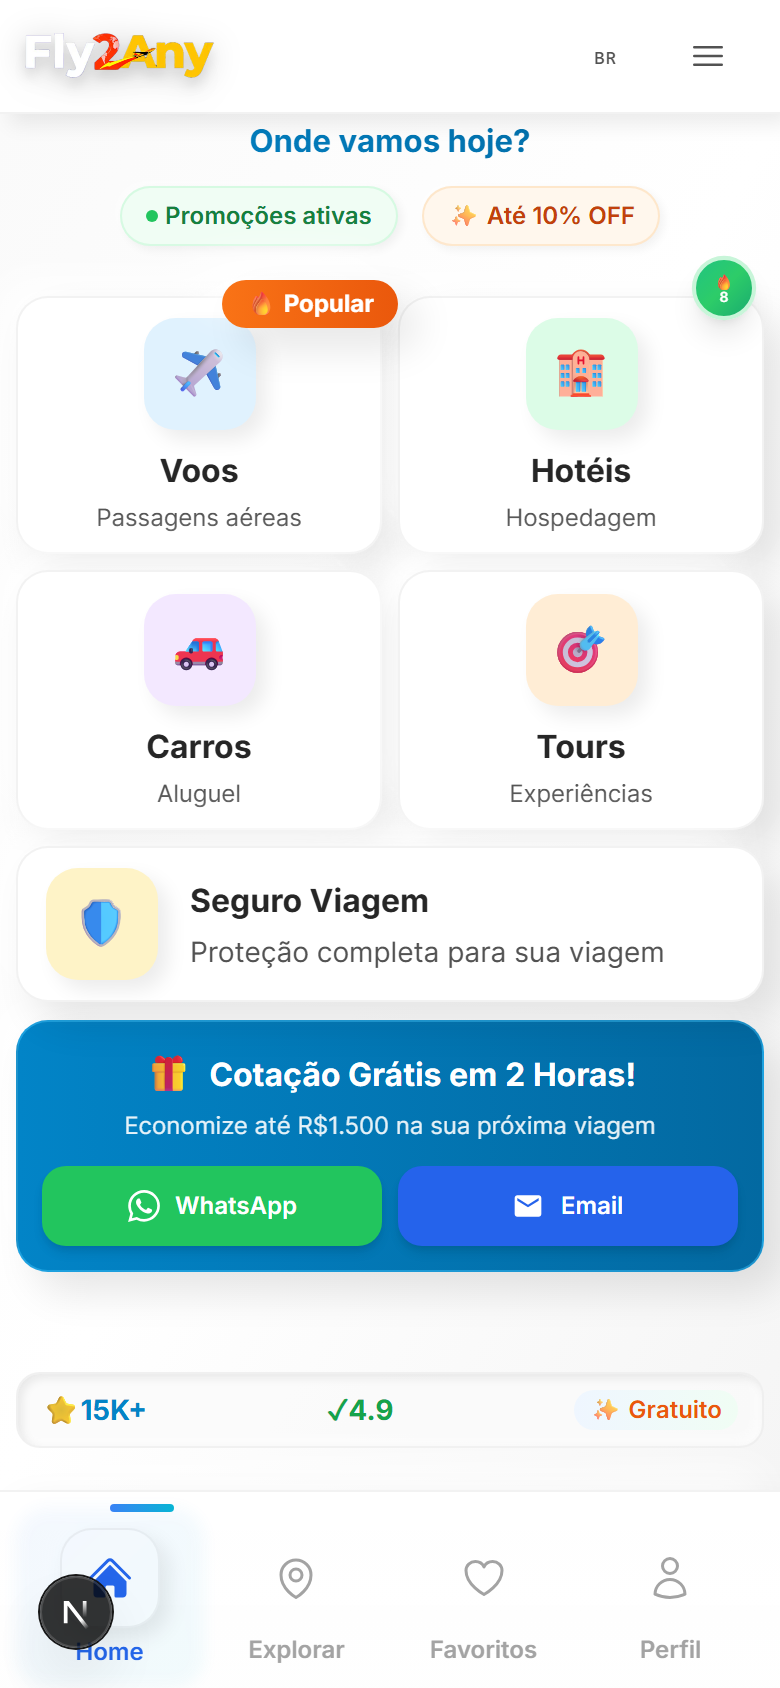 Fly2Any
BR
Onde vamos hoje?
Promoções ativas
Até 10% OFF
Popular
8
H
Voos
Passagens aéreas
Hotéis
Hospedagem
Carros
Aluguel
Tours
Experiências
Seguro Viagem
Proteção completa para sua viagem
Cotação Grátis em 2 Horas!
Economize até R$1.500 na sua próxima viagem
WhatsApp
Email
15K+
✓4.9
Gratuito
N
Home
Explorar
Favoritos
Perfil